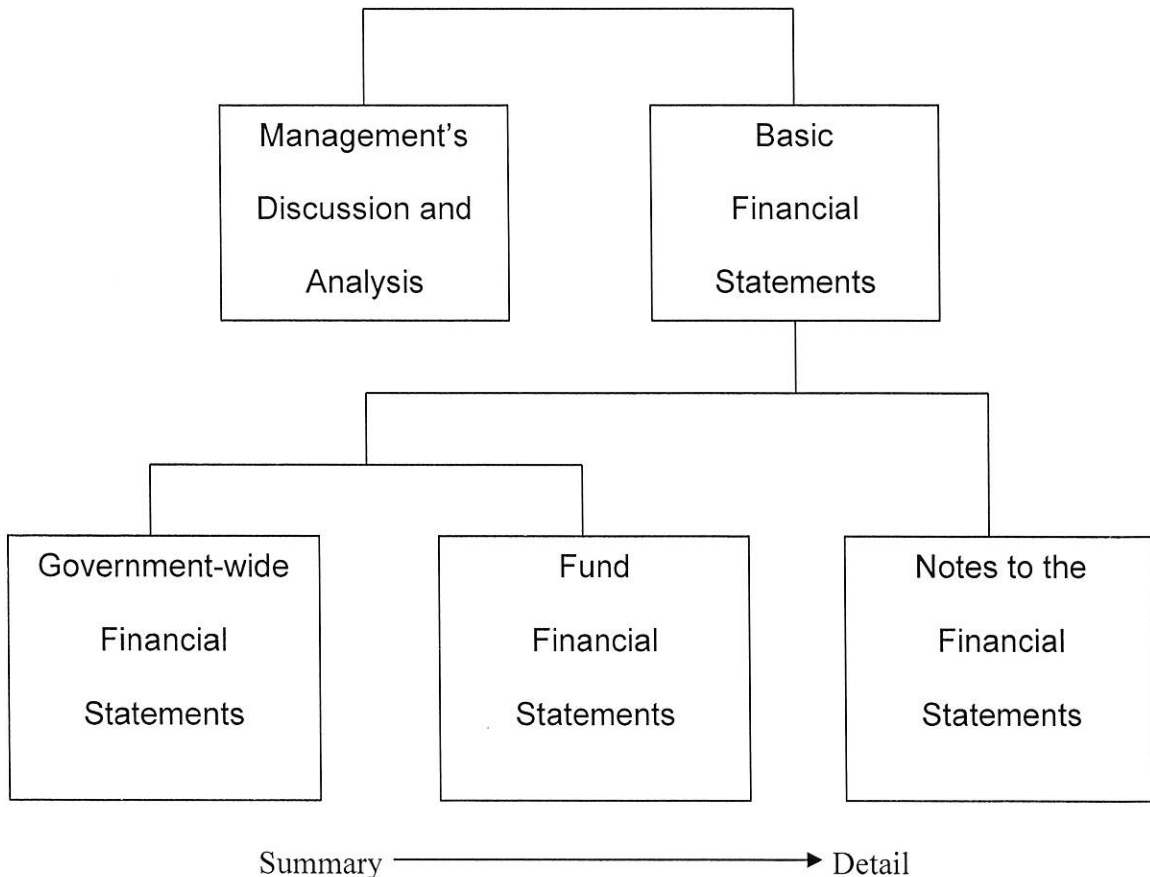 Management's
Discussion and
Analysis
Basic
Financial
Statements
Government-wide
Financial
Statements
Fund
Financial
Statements
Notes to the
Financial
Statements
Summary
Detail